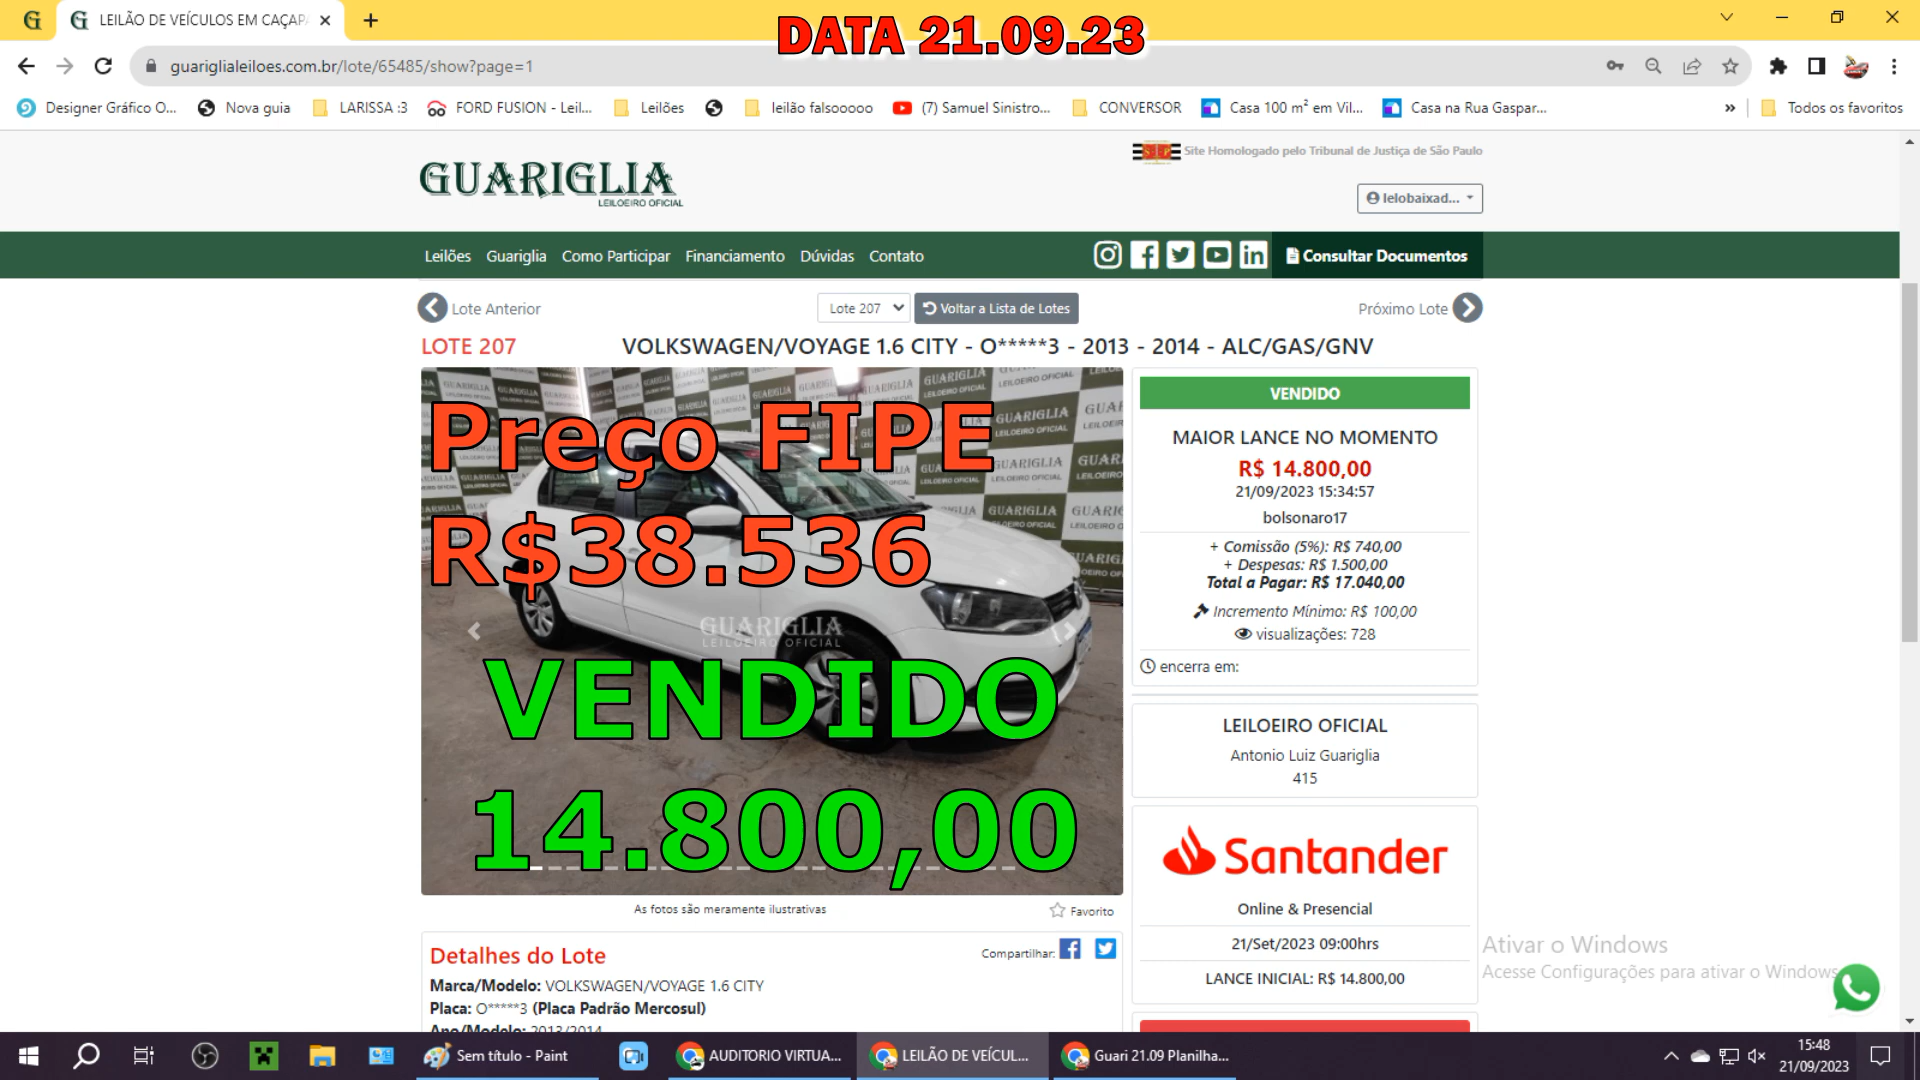 LEILÃO DE VEÍCULOS EM CAÇAPA
DATA 21.09.23
guariglialeiloes.com.br/lote/65485/show?page=1
Designer Gráfico O... Nova guia LARISSA :3 FORD FUSION - Leil... Leilões leilão falsooooo (7) Samuel Sinistro... CONVERSOR Casa 100 m² em Vil... Casa na Rua Gaspar... » Todos os favoritos
GUARIGLIA
LEILOEIRO OFICIAL
Site Homologado pelo Tribunal de Justiça de São Paulo
lelobaixad...
Leilões Guariglia Como Participar Financiamento Dúvidas Contato Consultar Documentos
Lote Anterior Lote 207 Voltar a Lista de Lotes Próximo Lote
LOTE 207 VOLKSWAGEN/VOYAGE 1.6 CITY - O*****3 - 2013 - 2014 - ALC/GAS/GNV
Preço FIPE
R$38.536
GUARIGLIA
LEILOEIRO OFICIAL
VENDIDO
14.800,00
As fotos são meramente ilustrativas
Favorito
Detalhes do Lote
Compartilhar:
Marca/Modelo: VOLKSWAGEN/VOYAGE 1.6 CITY
Placa: O*****3 (Placa Padrão Mercosul)
Ano/Modelo: 2013/2014
VENDIDO
MAIOR LANCE NO MOMENTO
R$ 14.800,00
21/09/2023 15:34:57
bolsonaro17
+ Comissão (5%): R$ 740,00
+ Despesas: R$ 1.500,00
Total a Pagar: R$ 17.040,00
Incremento Mínimo: R$ 100,00
visualizações: 728
encerra em:
LEILOEIRO OFICIAL
Antonio Luiz Guariglia
415
Santander
Online & Presencial
21/Set/2023 09:00hrs
LANCE INICIAL: R$ 14.800,00
Ativar o Windows
Acesse Configurações para ativar o Windows
Sem título - Paint AUDITORIO VIRTUA... LEILÃO DE VEÍCUL... Guari 21.09 Planilha...
15:48
21/09/2023